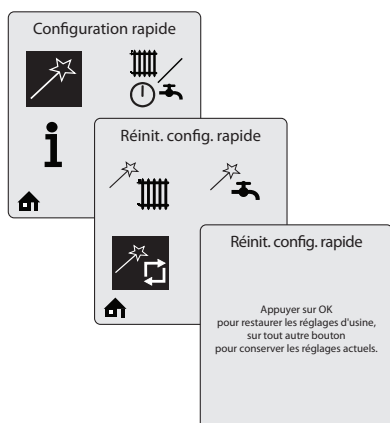 Configuration rapide
Réinit. config. rapide
Réinit. config. rapide
Appuyer sur OK
pour restaurer les réglages d'usine,
sur tout autre bouton
pour conserver les réglages actuels.